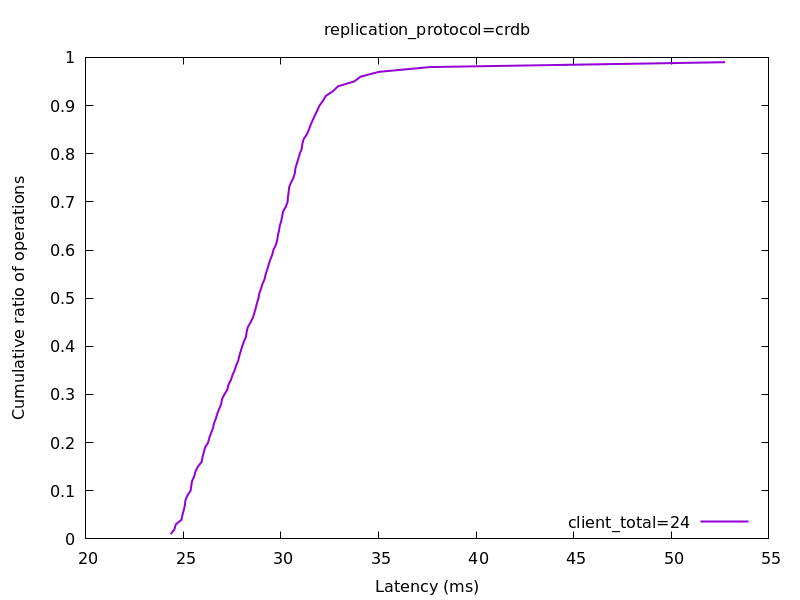 replication_protocol=crdb
1
0.9
0.8
0.7
0.6
0.5
0.4
0.3
0.2
0.1
0
Cumulative ratio of operations
client_total=24
20 25 30 35 40 45 50 55
Latency (ms)